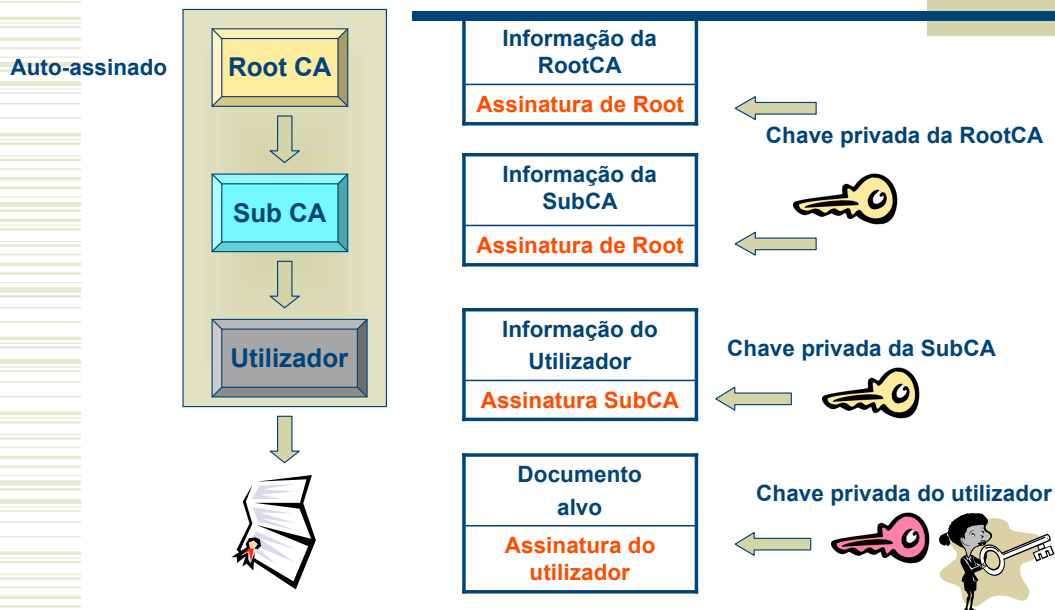 Auto-assinado
Root CA
Informação da
RootCA
Assinatura de Root
Chave privada da RootCA
Sub CA
Informação da
SubCA
Assinatura de Root
Utilizador
Informação do
Utilizador
Assinatura SubCA
Chave privada da SubCA
Documento
alvo
Assinatura do
utilizador
Chave privada do utilizador